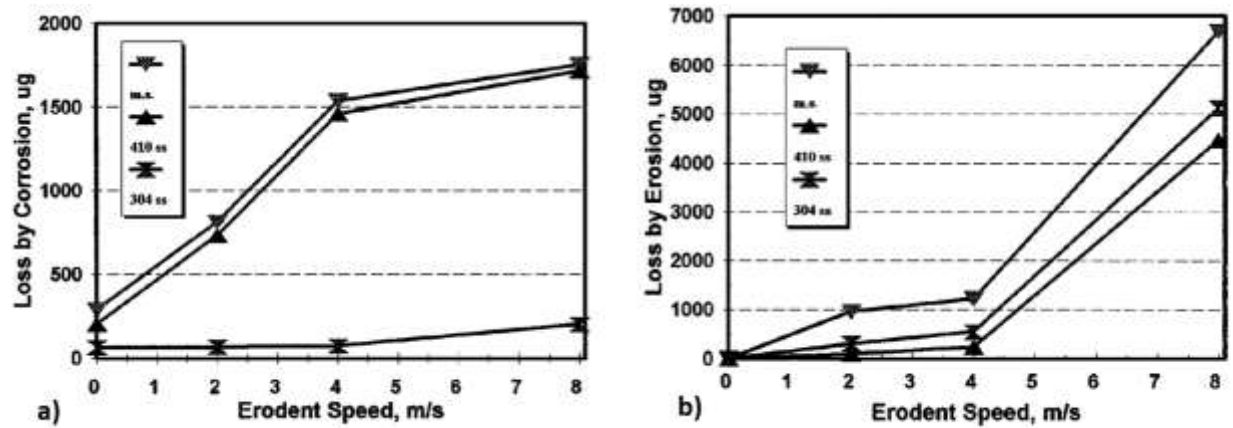 2000
1500
1000
500
0
Loss by Corrosion, ug
m.s.
410 ss
304 ss
0 1 2 3 4 5 6 7 8
Erodent Speed, m/s
a)
7000
6000
5000
4000
3000
2000
1000
0
Loss by Erosion, ug
m.s.
410 ss
304 ss
0 1 2 3 4 5 6 7 8
Erodent Speed, m/s
b)